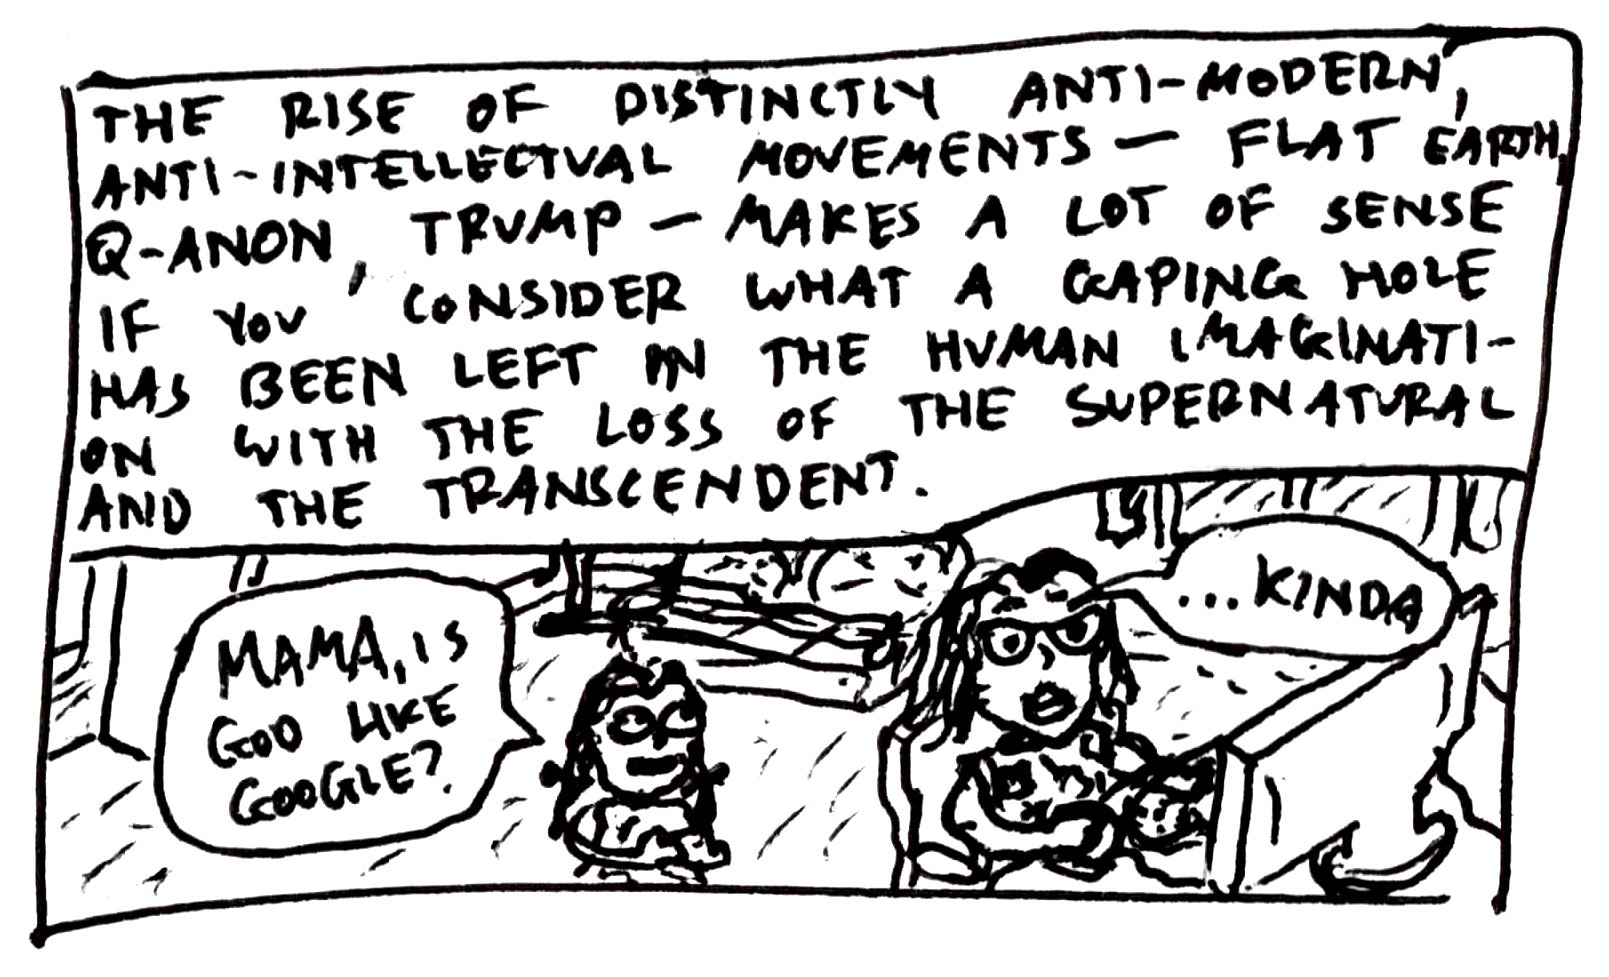 THE RISE OF DISTINCTLY ANTI-MODERN,
ANTI-INTELLECTUAL MOVEMENTS — FLAT EARTH,
Q-ANON, TRUMP — MAKES A LOT OF SENSE
IF YOU CONSIDER WHAT A GAPING HOLE
HAS BEEN LEFT IN THE HUMAN IMAGINATI-
ON WITH THE LOSS OF THE SUPERNATURAL
AND THE TRANSCENDENT.
MAMA, IS
GOD LIKE
GOOGLE?
...KINDA